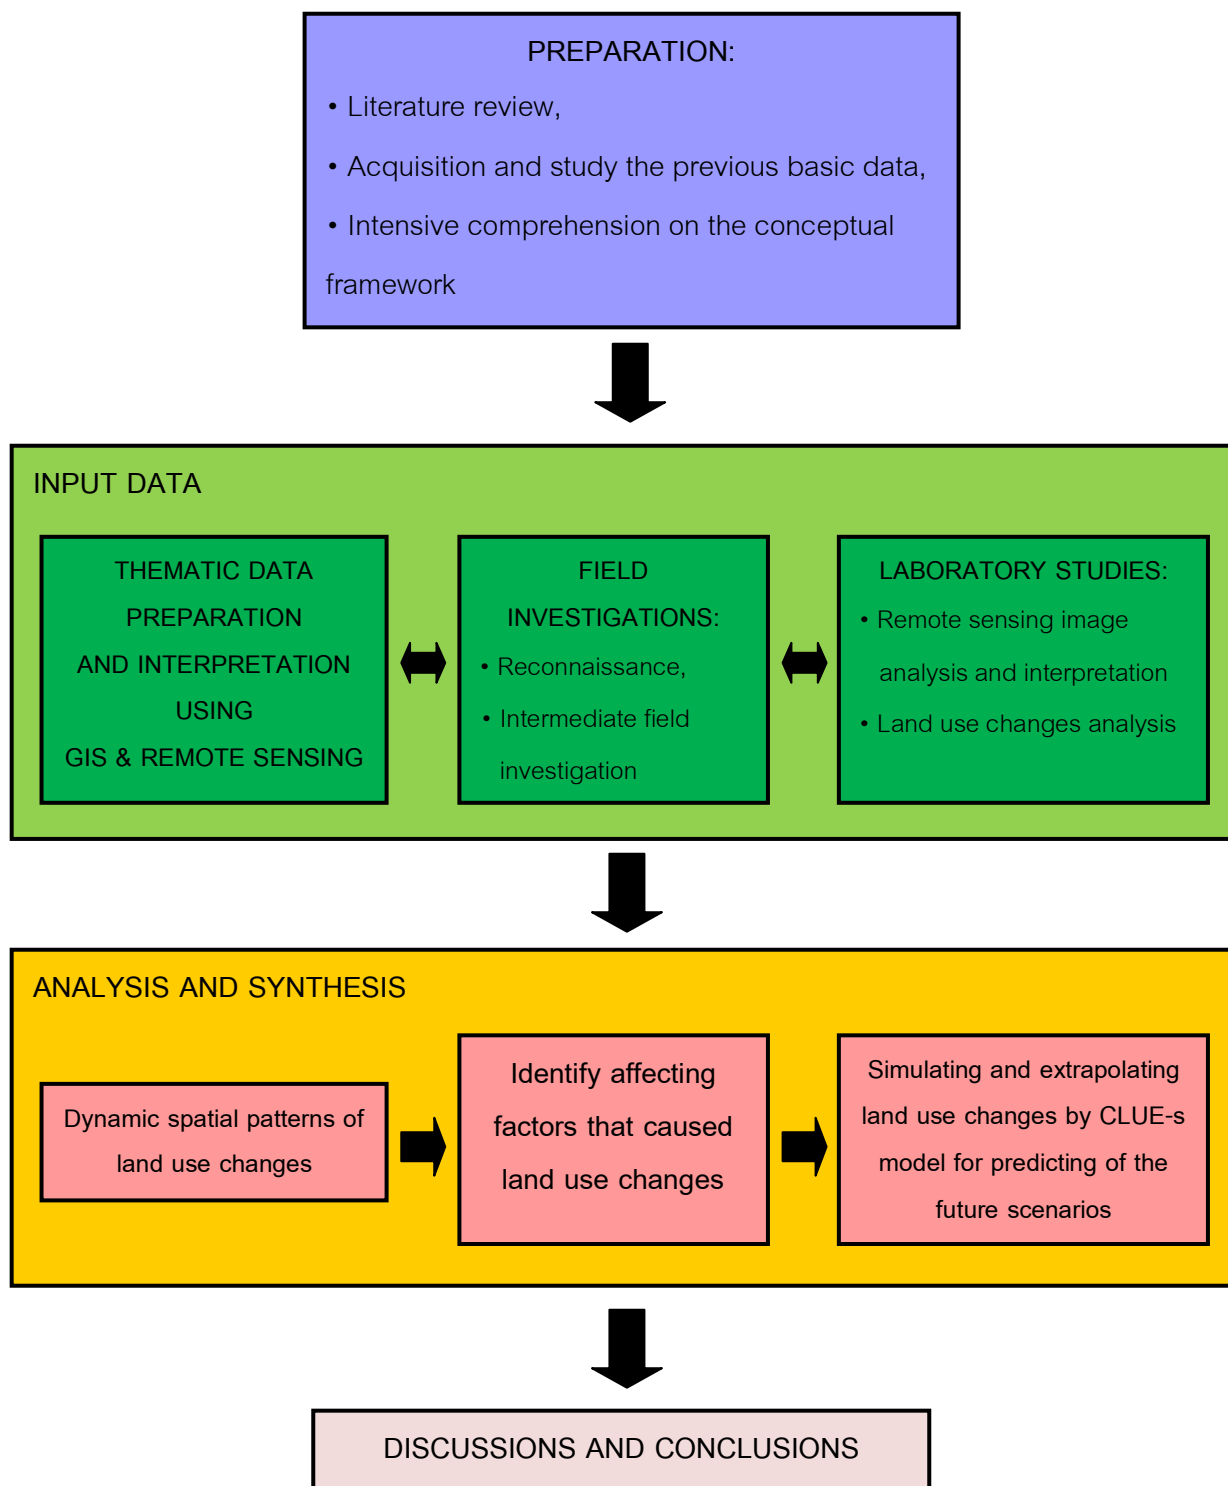 PREPARATION:
• Literature review,
• Acquisition and study the previous basic data,
• Intensive comprehension on the conceptual
framework
INPUT DATA
THEMATIC DATA
PREPARATION
AND INTERPRETATION
USING
GIS & REMOTE SENSING
FIELD
INVESTIGATIONS:
• Reconnaissance,
• Intermediate field
investigation
LABORATORY STUDIES:
• Remote sensing image
analysis and interpretation
• Land use changes analysis
ANALYSIS AND SYNTHESIS
Dynamic spatial patterns of
land use changes
Identify affecting
factors that caused
land use changes
Simulating and extrapolating
land use changes by CLUE-s
model for predicting of the
future scenarios
DISCUSSIONS AND CONCLUSIONS